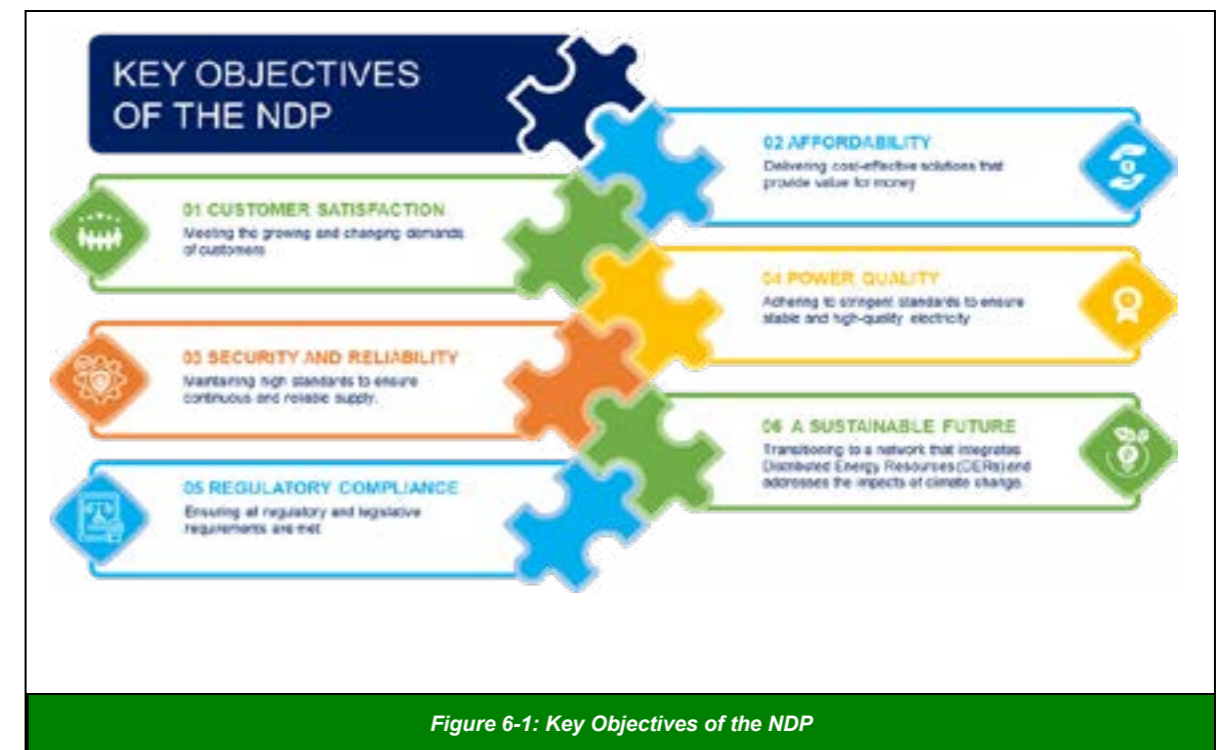 KEY OBJECTIVES
OF THE NDP
01 CUSTOMER SATISFACTION
Meeting the growing and changing demands
of customers
02 AFFORDABILITY
Delivering cost-effective solutions that
provide value for money
03 SECURITY AND RELIABILITY
Maintaining high standards to ensure
continuous and reliable supply.
04 POWER QUALITY
Adhering to stringent standards to ensure
stable and high-quality electricity
05 REGULATORY COMPLIANCE
Ensuring all regulatory and legislative
requirements are met
06 A SUSTAINABLE FUTURE
Transitioning to a network that integrates
Distributed Energy Resources (DERs) and
addresses the impacts of climate change.
Figure 6-1: Key Objectives of the NDP